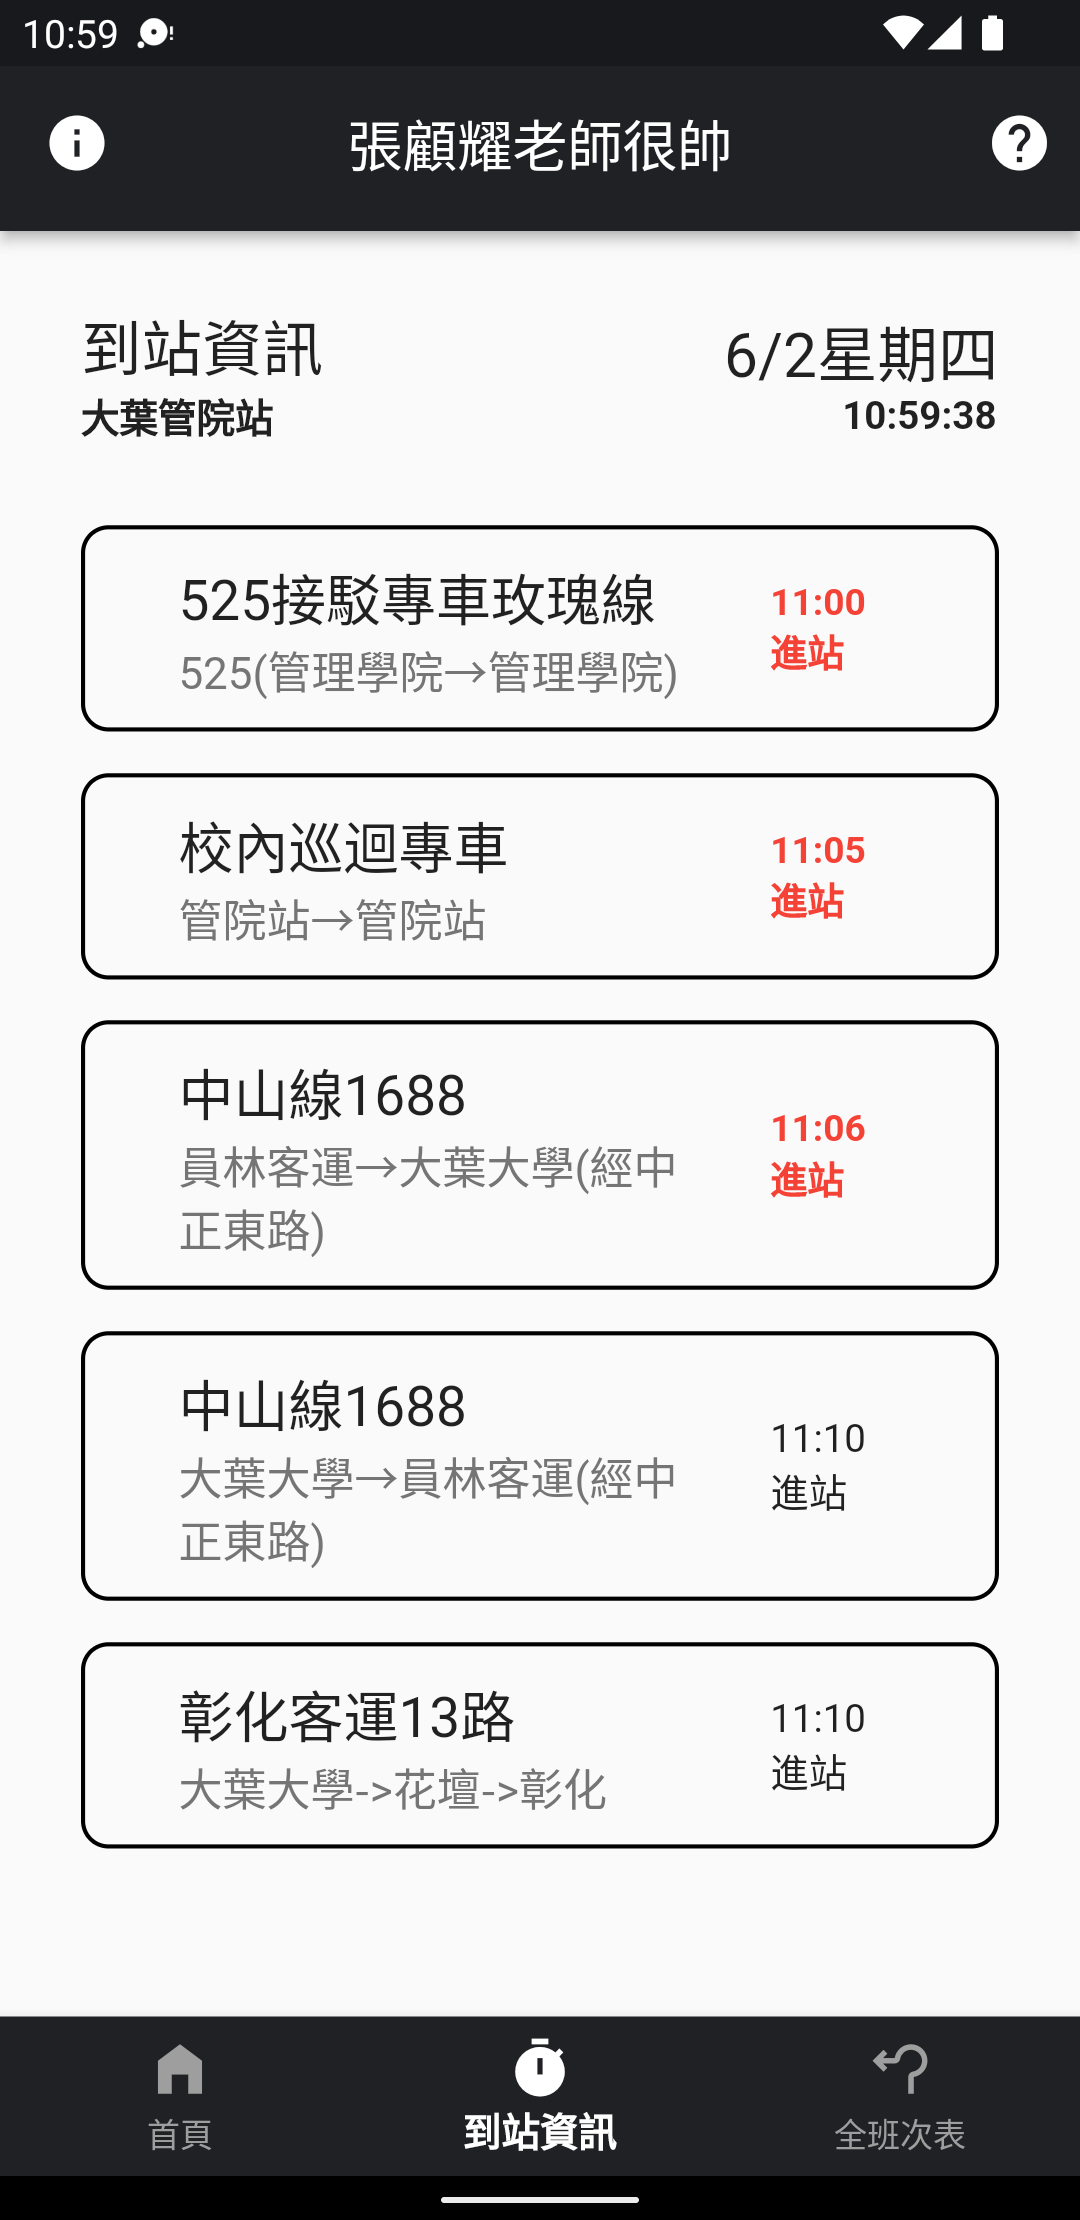 10:59
張顧耀老師很帥
到站資訊
6/2星期四
大葉管院站
10:59:38
525接駁專車玫瑰線
525(管理學院→管理學院)
11:00
進站
校內巡迴專車
管院站→管院站
11:05
進站
中山線1688
員林客運→大葉大學(經中
正東路)
11:06
進站
中山線1688
大葉大學→員林客運(經中
正東路)
11:10
進站
彰化客運13路
大葉大學->花壇->彰化
11:10
進站
首頁
到站資訊
全班次表